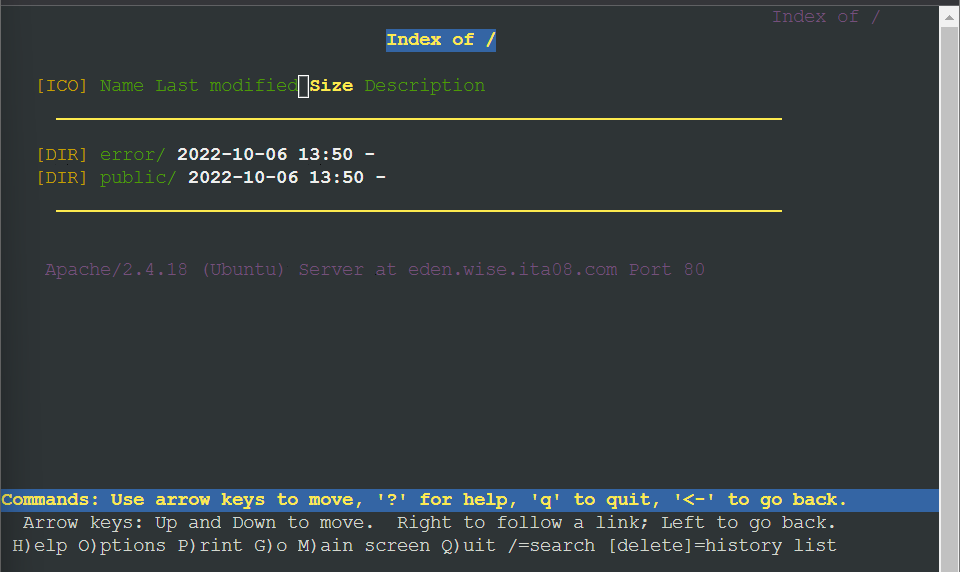 Index of /
Index of /
[ICO] Name Last modified Size Description
[DIR] error/ 2022-10-06 13:50 -
[DIR] public/ 2022-10-06 13:50 -
Apache/2.4.18 (Ubuntu) Server at eden.wise.ita08.com Port 80
Commands: Use arrow keys to move, '?' for help, 'q' to quit, '<-' to go back.
Arrow keys: Up and Down to move.  Right to follow a link; Left to go back.
H)elp O)ptions P)rint G)o M)ain screen Q)uit /=search [delete]=history list